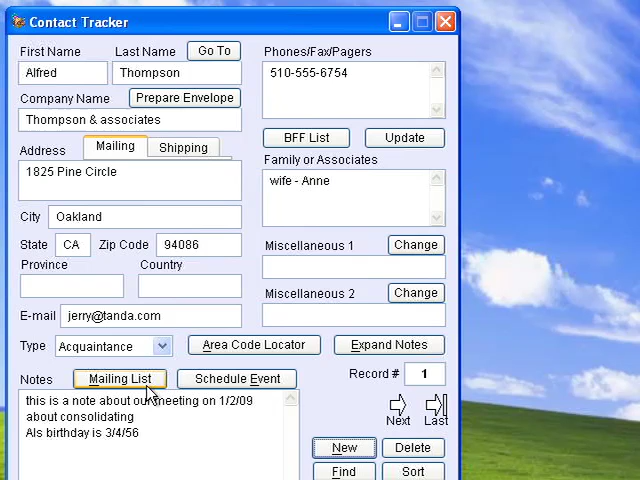 Contact Tracker
First Name
Last Name
Go To
Alfred
Thompson
Company Name
Prepare Envelope
Thompson & associates
Address
Mailing
Shipping
1825 Pine Circle
City
Oakland
State
CA
Zip Code
94086
Province
Country
E-mail
jerry@tanda.com
Type
Acquaintance
Notes
Mailing List
Schedule Event
this is a note about our meeting on 1/2/09
about consolidating
Als birthday is 3/4/56
Phones/Fax/Pagers
510-555-6754
BFF List
Update
Family or Associates
wife - Anne
Miscellaneous 1
Change
Miscellaneous 2
Change
Area Code Locator
Expand Notes
Record #
1
Next
Last
New
Delete
Find
Sort